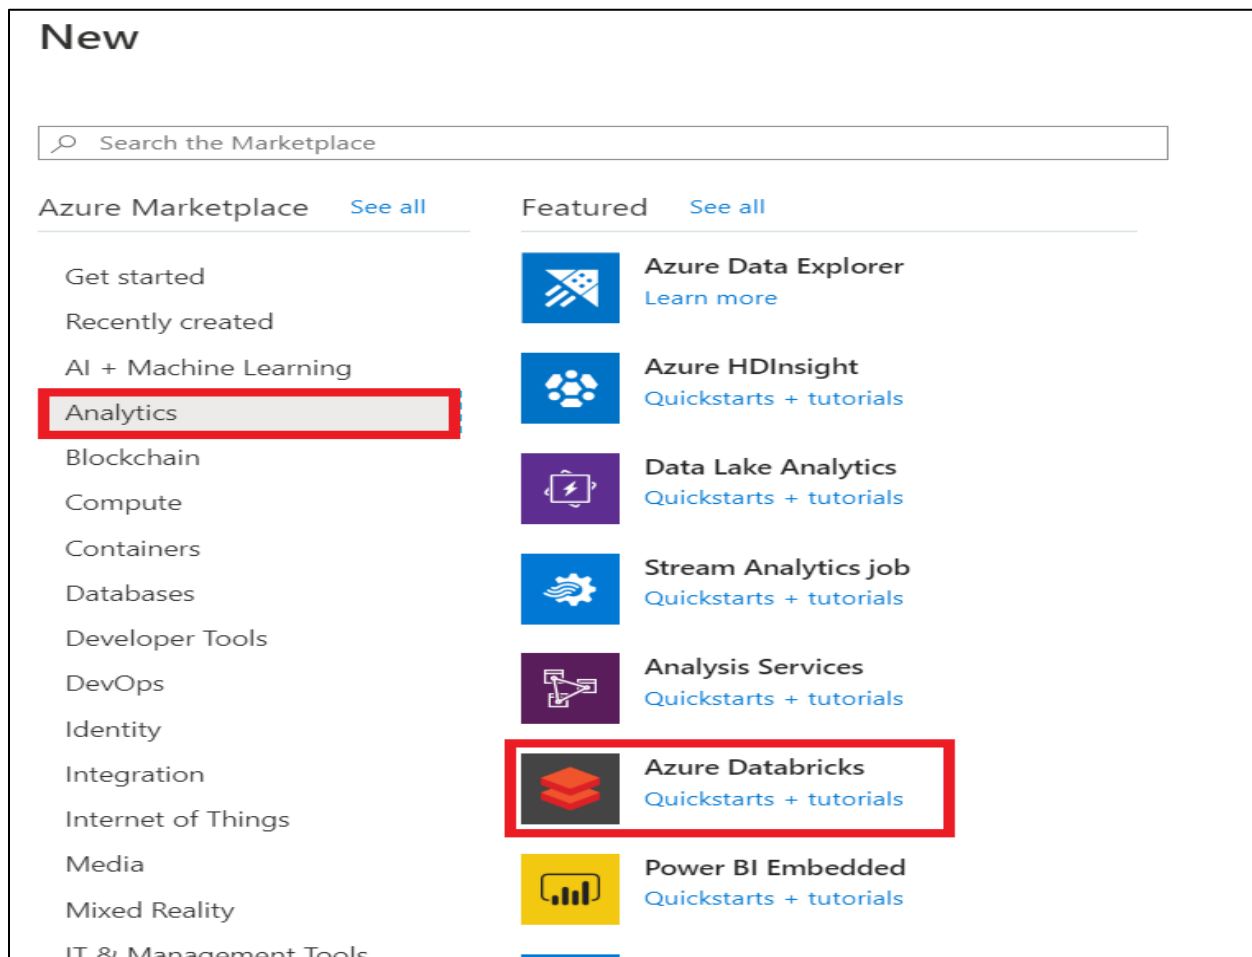 New
Search the Marketplace
Azure Marketplace See all
Get started
Recently created
AI + Machine Learning
Analytics
Blockchain
Compute
Containers
Databases
Developer Tools
DevOps
Identity
Integration
Internet of Things
Media
Mixed Reality
IT & Management Tools
Featured See all
Azure Data Explorer
Learn more
Azure HDInsight
Quickstarts + tutorials
Data Lake Analytics
Quickstarts + tutorials
Stream Analytics job
Quickstarts + tutorials
Analysis Services
Quickstarts + tutorials
Azure Databricks
Quickstarts + tutorials
Power BI Embedded
Quickstarts + tutorials